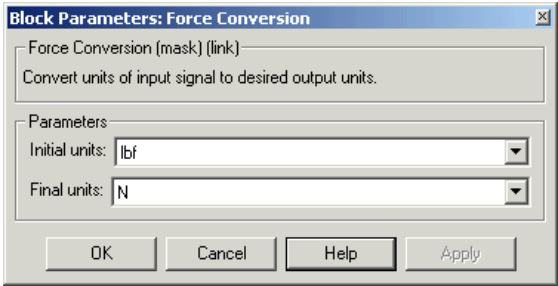 Block Parameters: Force Conversion
Force Conversion (mask) (link)
Convert units of input signal to desired output units.
Parameters
Initial units: lbf
Final units: N
OK Cancel Help Apply